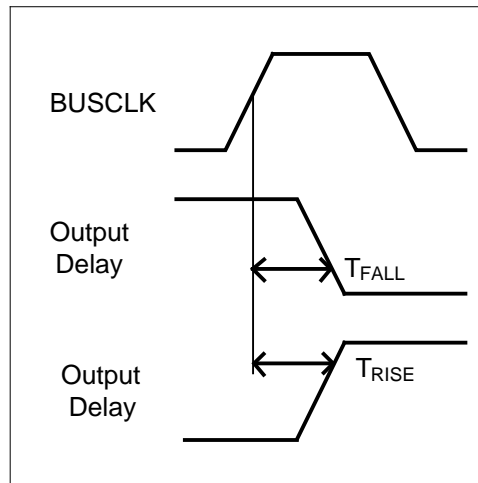 BUSCLK
Output
Delay
TFALL
Output
Delay
TRISE